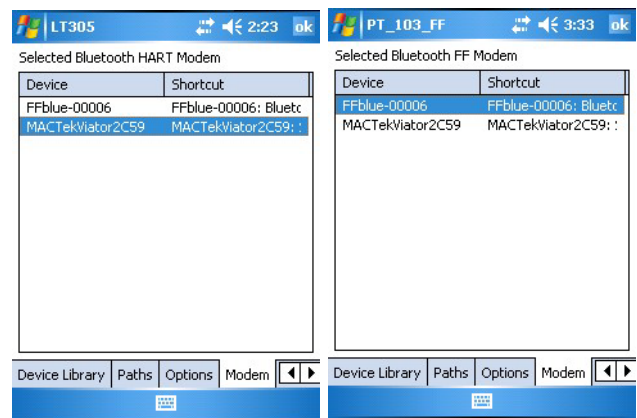 LT305 2:23 ok
Selected Bluetooth HART Modem
Device Shortcut
FFblue-00006 FFblue-00006: Bluetc
MACTekViator2C59 MACTekViator2C59: :
Device Library Paths Options Modem
PT_103_FF 3:33 ok
Selected Bluetooth FF Modem
Device Shortcut
FFblue-00006 FFblue-00006: Bluetc
MACTekViator2C59 MACTekViator2C59: :
Device Library Paths Options Modem